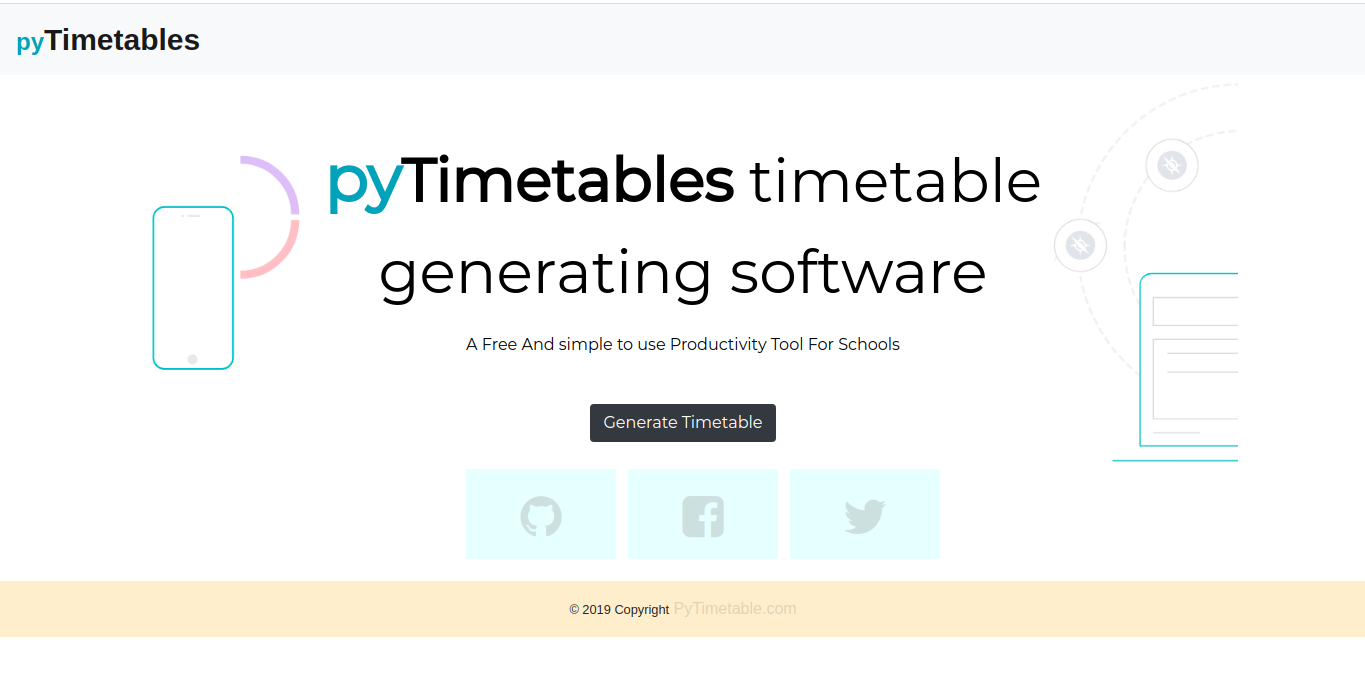 pyTimetables
pyTimetables timetable
generating software
A Free And simple to use Productivity Tool For Schools
Generate Timetable
© 2019 Copyright PyTimetable.com